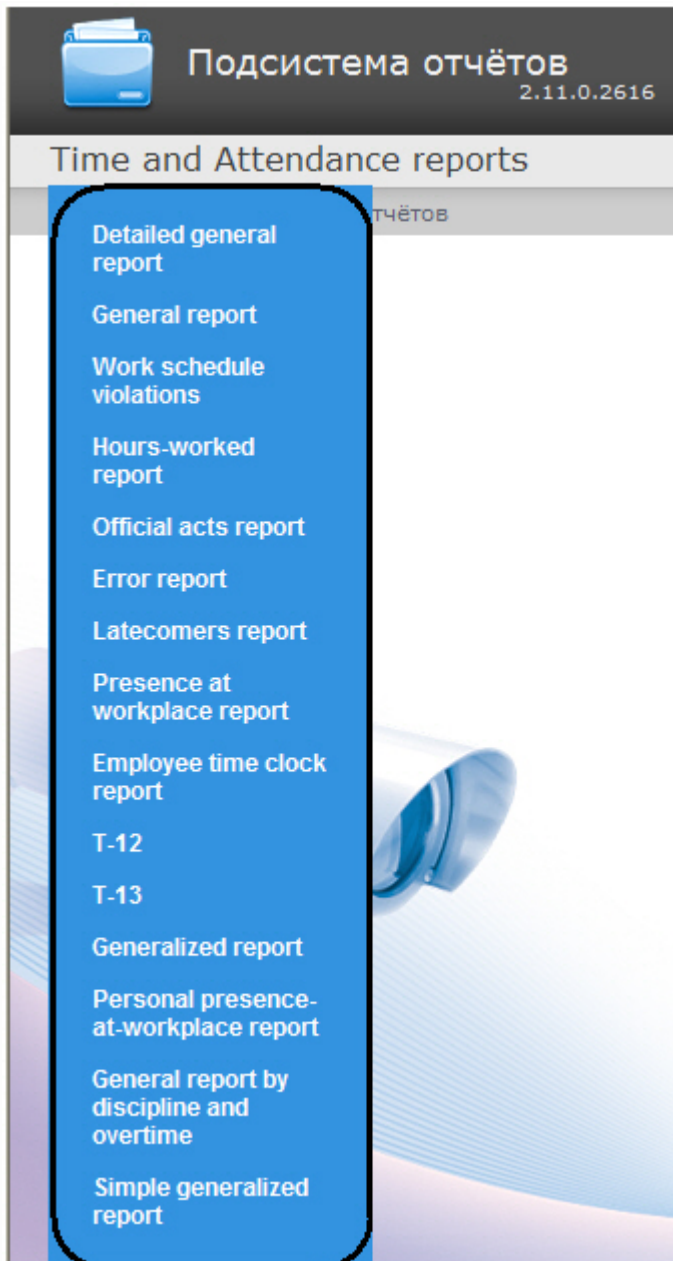 Подсистема отчётов
2.11.0.2616
Time and Attendance reports
тчётов
Detailed general
report
General report
Work schedule
violations
Hours-worked
report
Official acts report
Error report
Latecomers report
Presence at
workplace report
Employee time clock
report
T-12
T-13
Generalized report
Personal presence-
at-workplace report
General report by
discipline and
overtime
Simple generalized
report